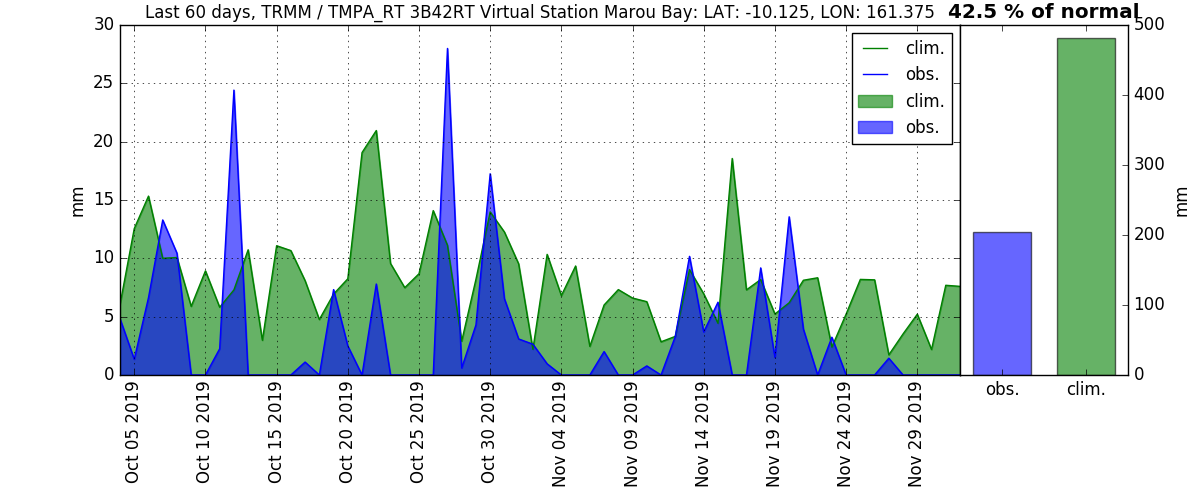 Last 60 days, TRMM / TMPA_RT 3B42RT Virtual Station Marou Bay: LAT: -10.125, LON: 161.375
42.5 % of normal
30
25
20
15
10
5
0
mm
clim.
obs.
clim.
obs.
Oct 05 2019
Oct 10 2019
Oct 15 2019
Oct 20 2019
Oct 25 2019
Oct 30 2019
Nov 04 2019
Nov 09 2019
Nov 14 2019
Nov 19 2019
Nov 24 2019
Nov 29 2019
500
400
300
200
100
0
mm
obs.
clim.